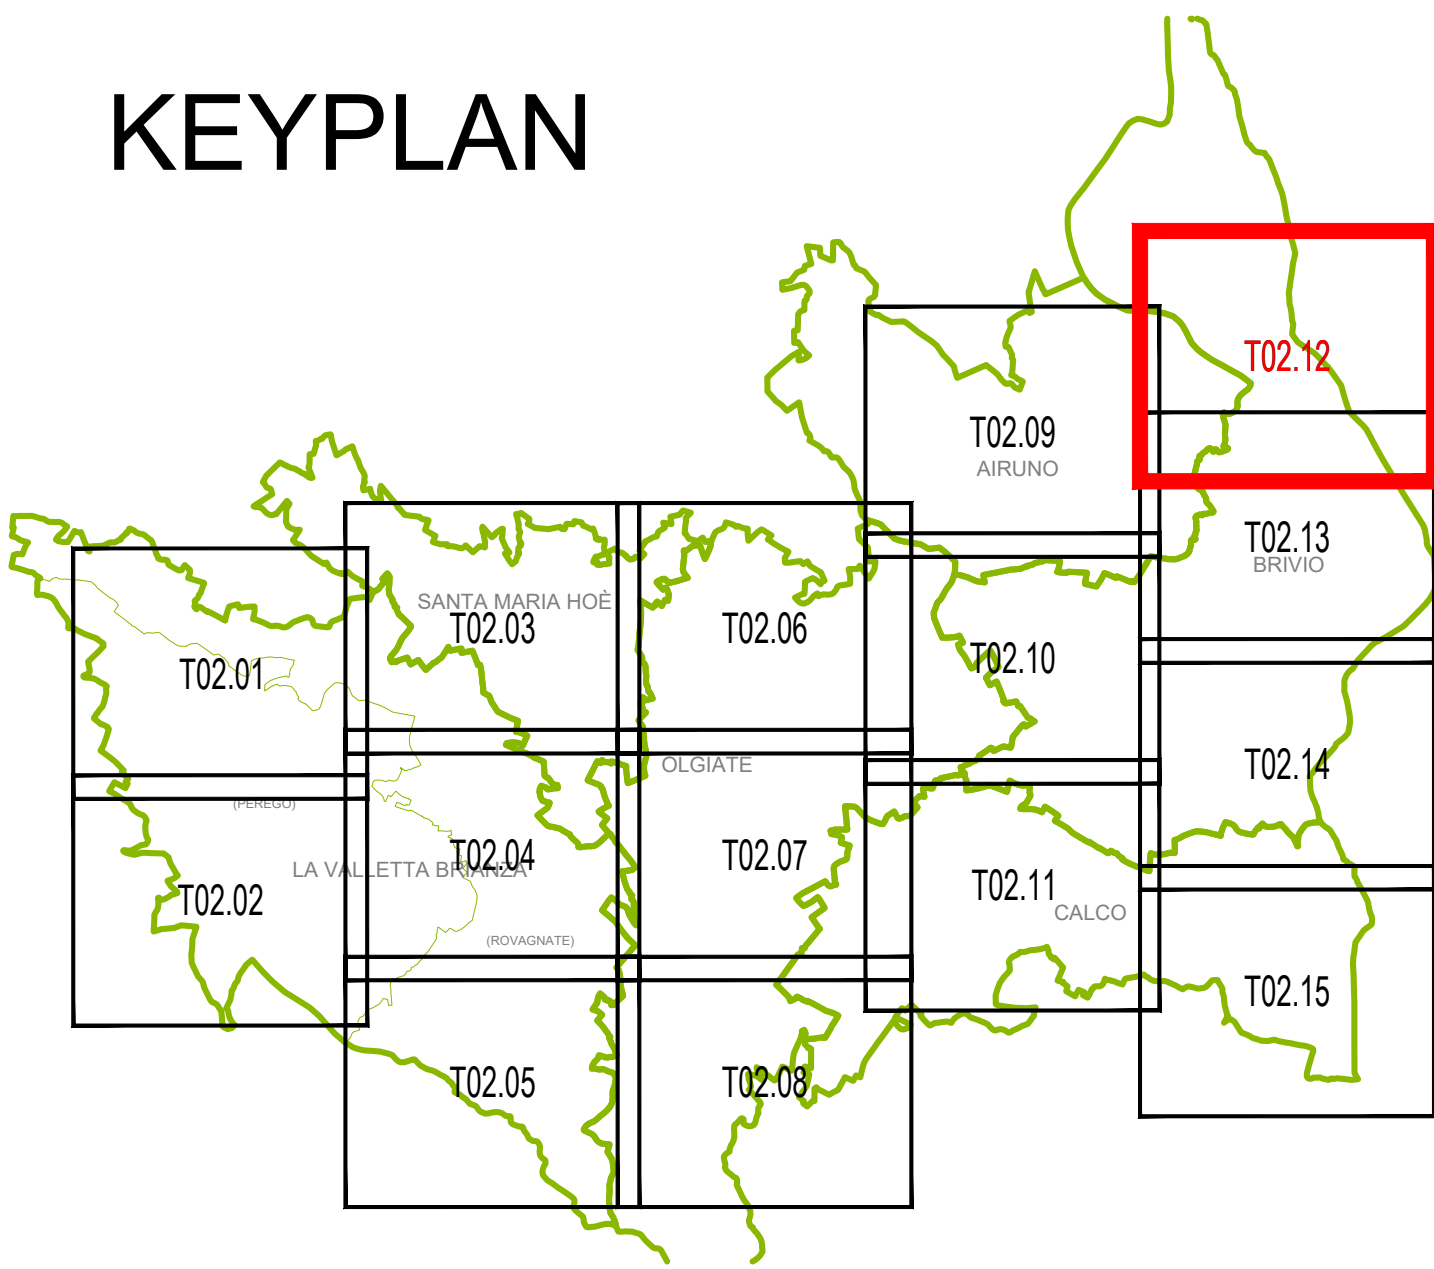 KEYPLAN
T02.12
T02.09
AIRUNO
T02.13
BRIVIO
SANTA MARIA HOÈ
T02.03
T02.06
T02.10
T02.01
OLGIATE
T02.14
(PEREGO)
T02.04
T02.07
LA VALLETTA BRIANZA
T02.11
T02.02
CALCO
(ROVAGNATE)
T02.15
T02.05
T02.08